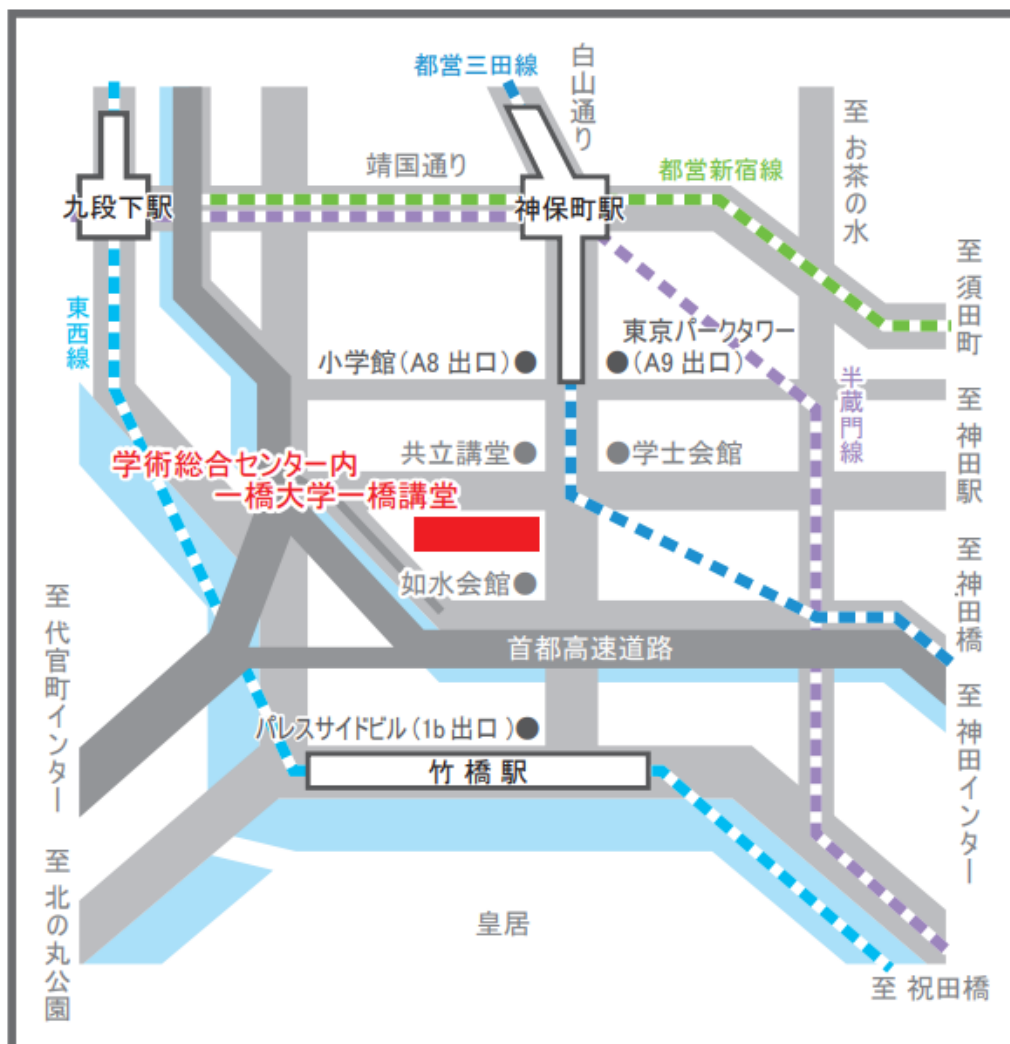 都営三田線
白山通り
至 お茶の水
靖国通り
都営新宿線
九段下駅
神保町駅
至 須田町
東西線
東京パークタワー
小学館(A8 出口)●
●(A9 出口)
半蔵門線
至 神田駅
共立講堂●
●学士会館
学術総合センター内
一橋大学一橋講堂
至 神田橋
如水会館●
至 代官町インター
首都高速道路
至 神田インター
パレスサイドビル(1b 出口)●
竹橋駅
至 北の丸公園
皇居
至 祝田橋